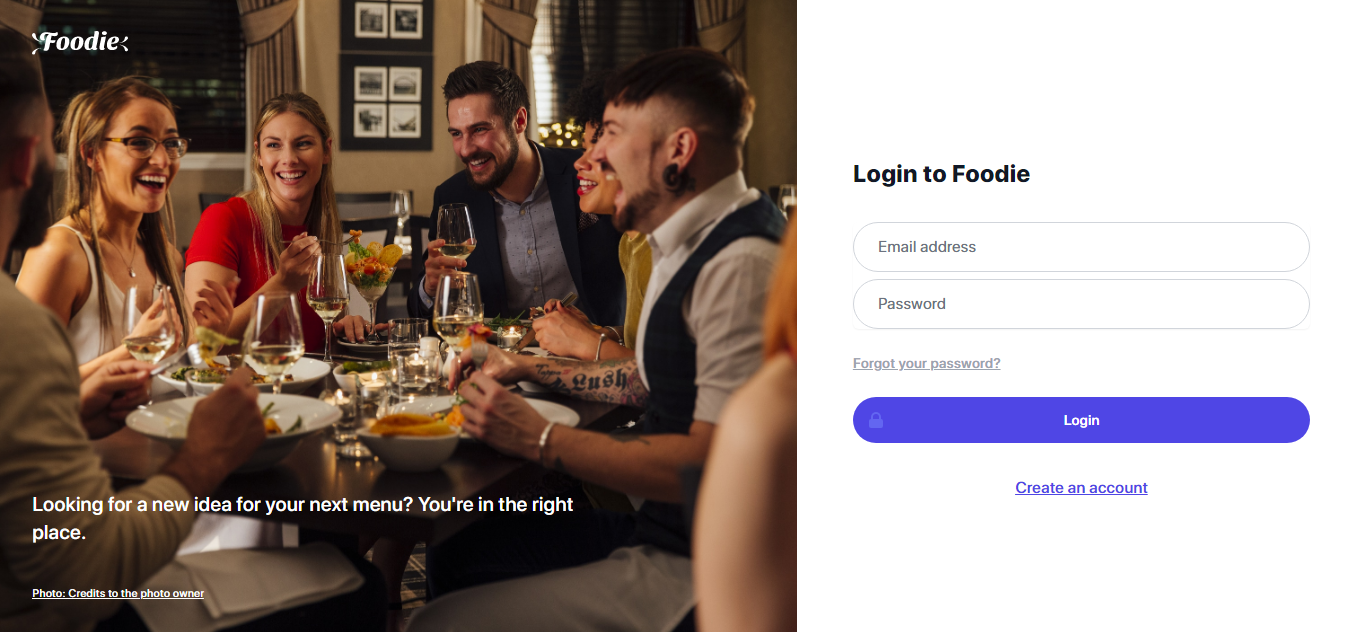 Foodie
Looking for a new idea for your next menu? You're in the right
place.
Photo: Credits to the photo owner
Login to Foodie
Email address
Password
Forgot your password?
Login
Create an account
Lush